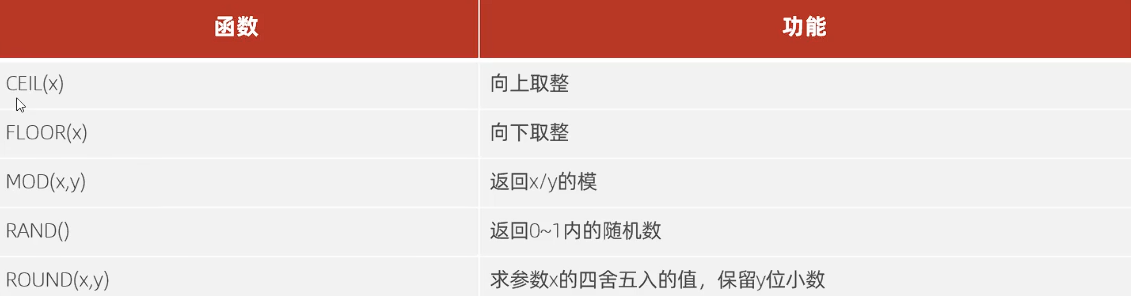 函数 功能
CEIL(x) 向上取整
FLOOR(x) 向下取整
MOD(x,y) 返回x/y的模
RAND() 返回0~1内的随机数
ROUND(x,y) 求参数x的四舍五入的值，保留y位小数